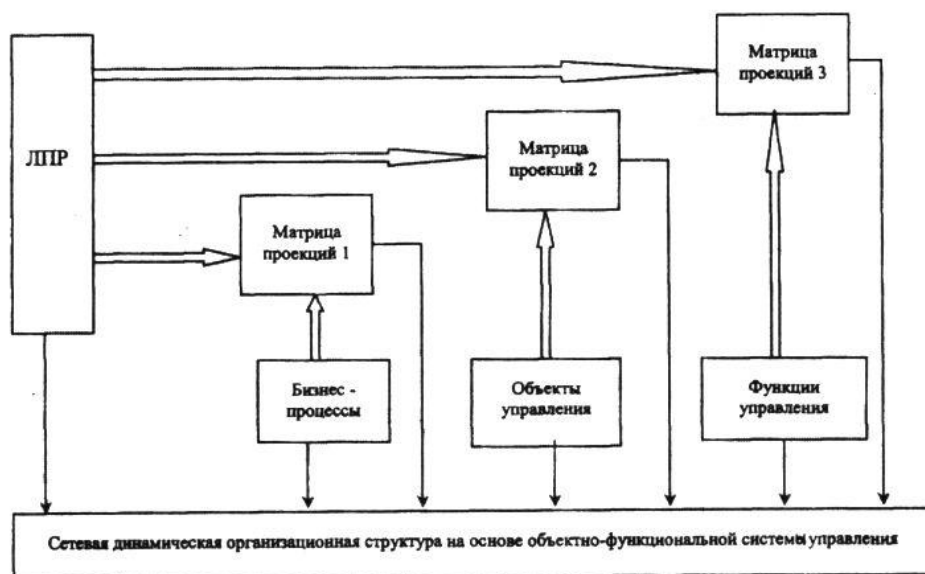 Матрица
проекций 3
ЛПР
Матрица
проекций 2
Матрица
проекций 1
Бизнес -
процессы
Объекты
управления
Функции
управления
Сетевая динамическая организационная структура на основе объектно-функциональной системы управления